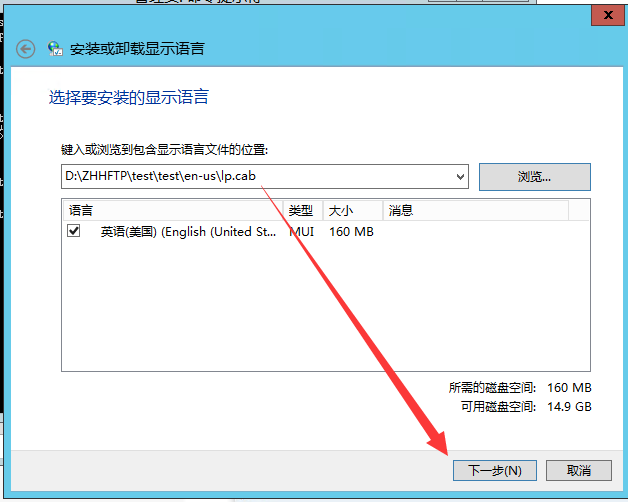 安装或卸载显示语言
选择要安装的显示语言
键入或浏览到包含显示语言文件的位置:
D:\ZHHFTP\test\test\en-us\lp.cab
浏览...
语言 类型 大小 消息
英语(美国) (English (United St... MUI 160 MB
所需的磁盘空间: 160 MB
可用磁盘空间: 14.9 GB
下一步(N) 取消